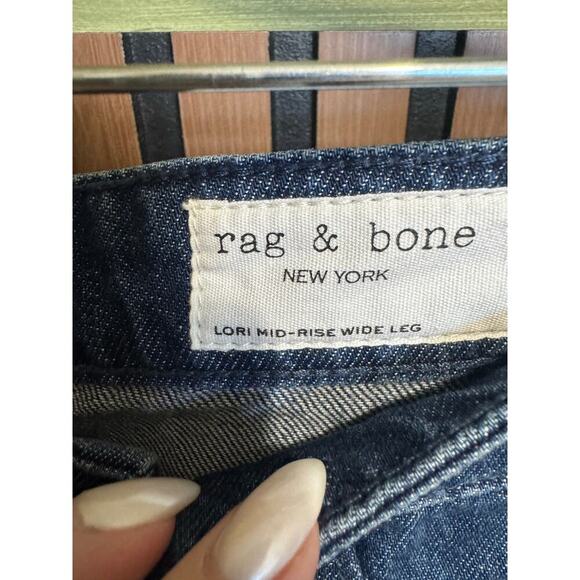 rag & bone
NEW YORK
LORI MID-RISE WIDE LEG